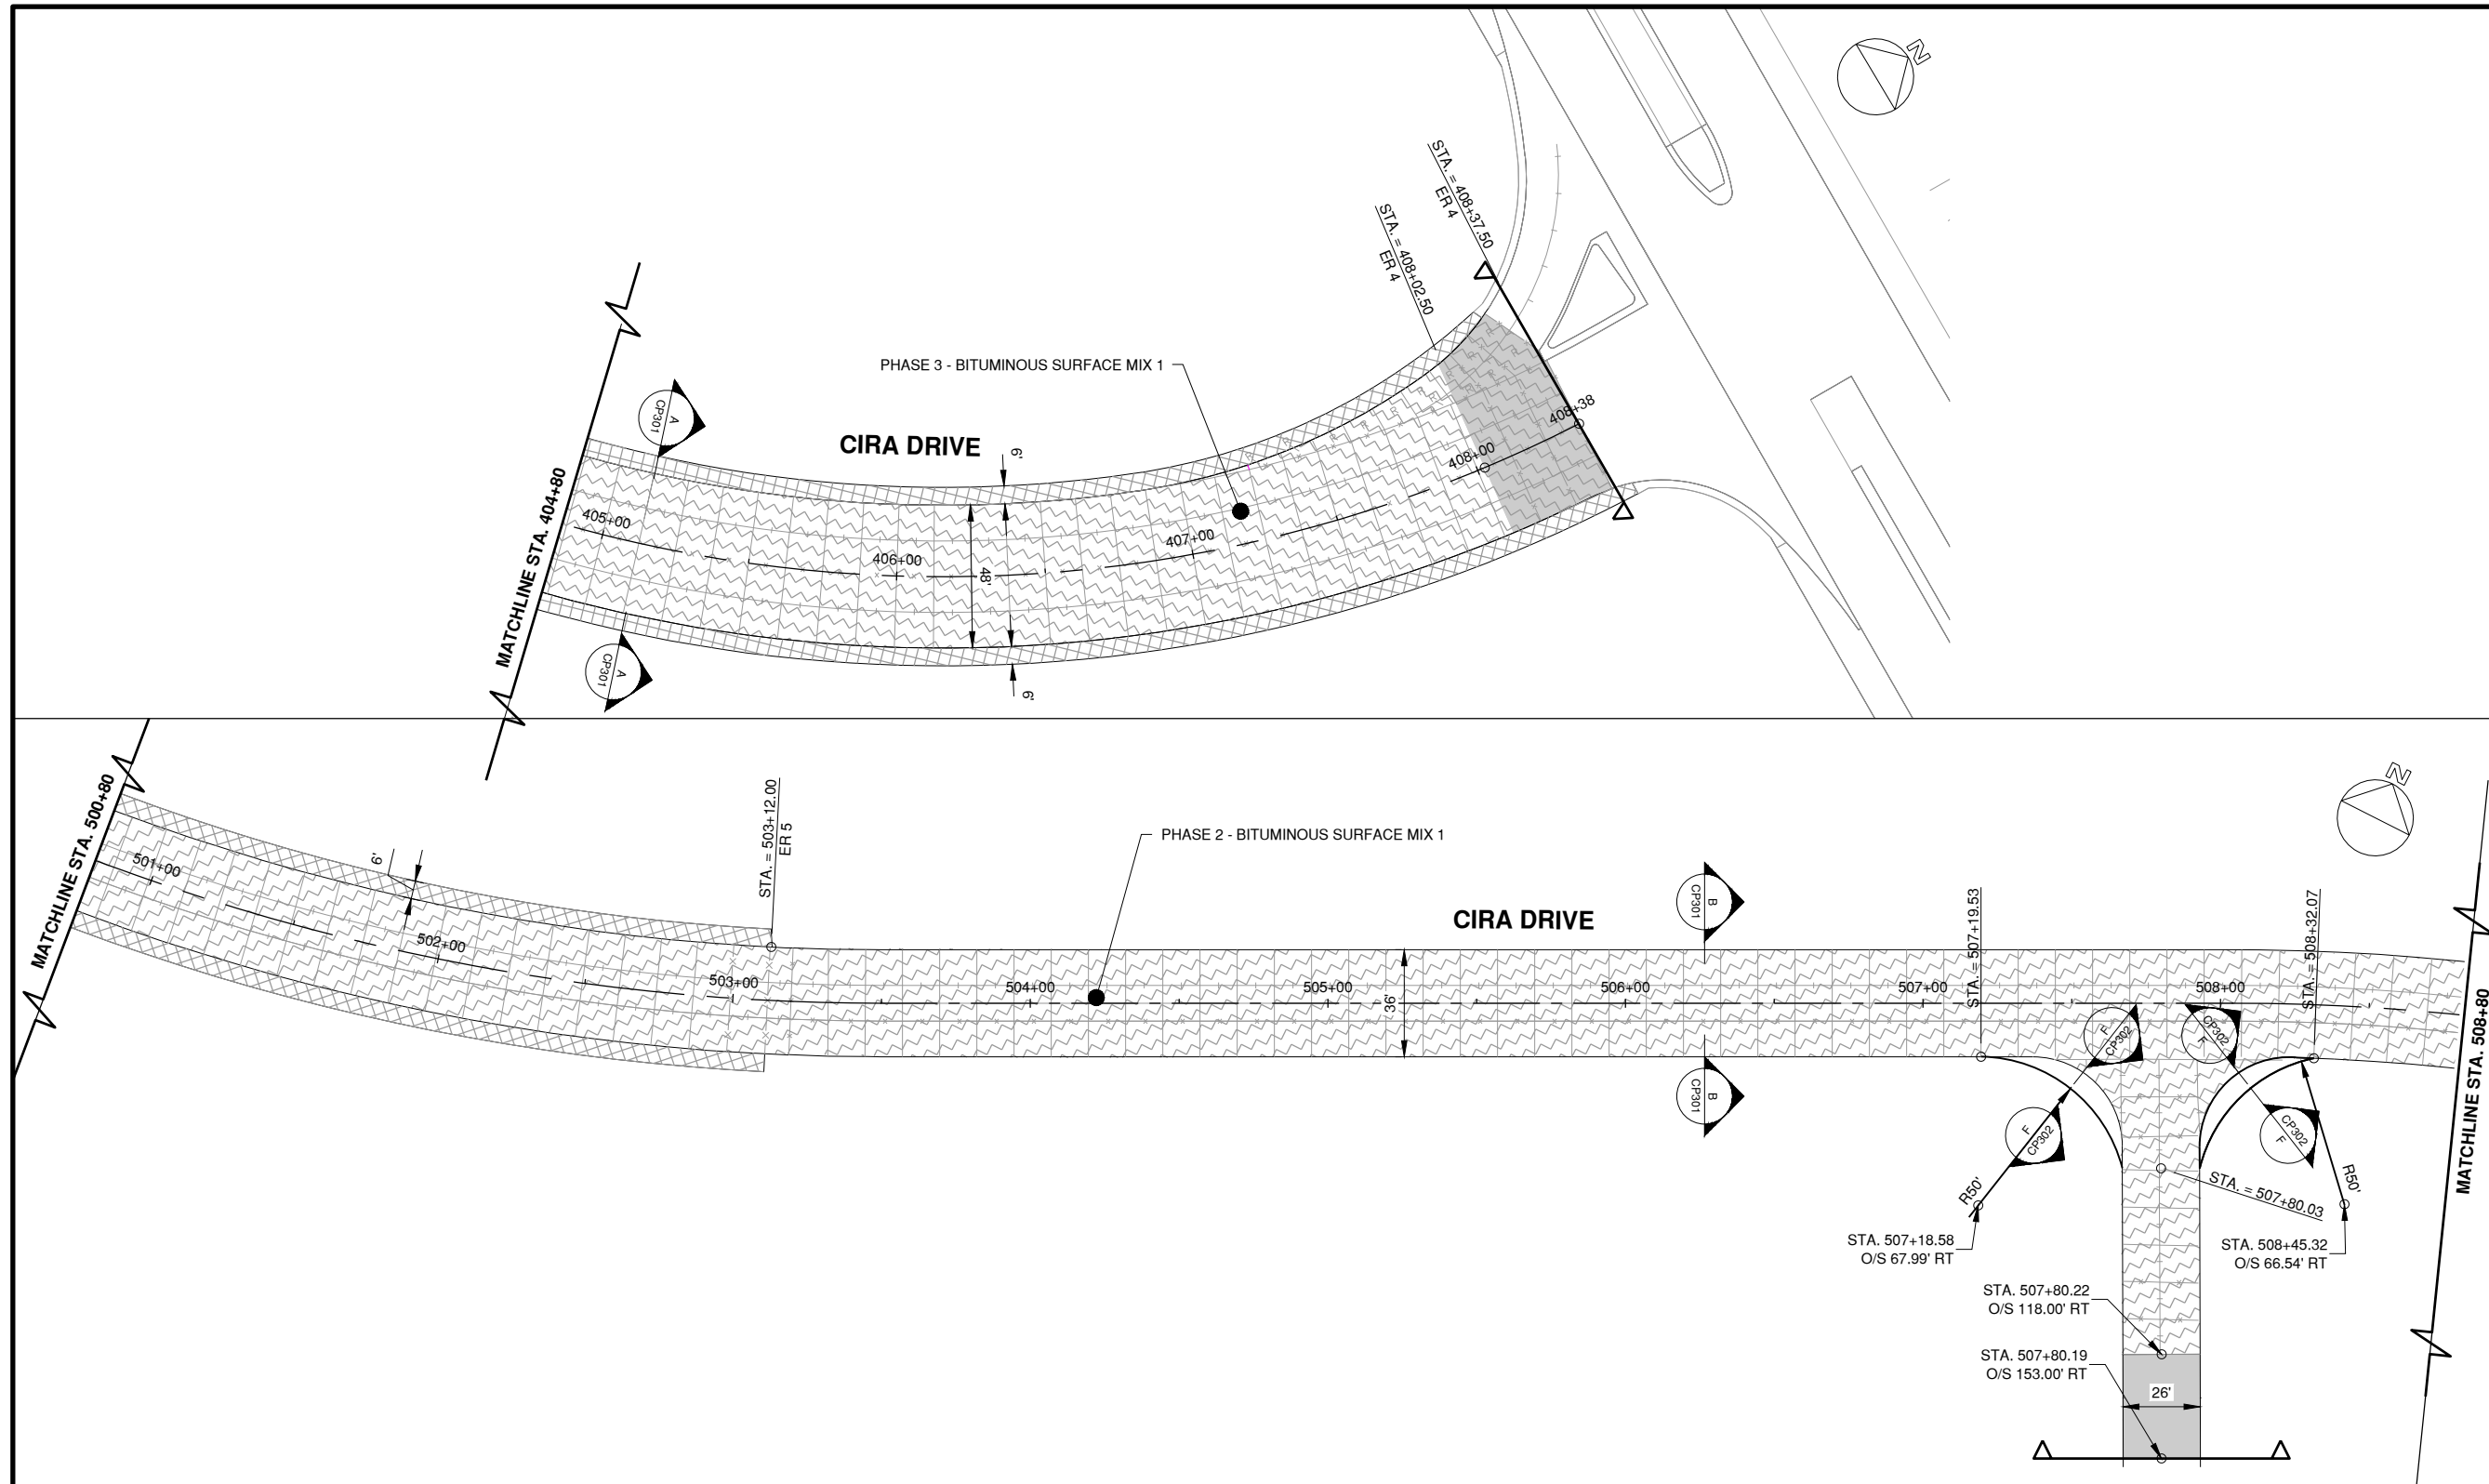 N
STA. = 408+37.50
ER 4
STA. = 408+02.50
ER 4
PHASE 3 - BITUMINOUS SURFACE MIX 1
A
CP301
CIRA DRIVE
6'
408+38
408+00
MATCHLINE STA. 404+80
405+00
406+00
407+00
48'
A
CP301
6'
MATCHLINE STA. 500+80
N
STA. = 503+12.00
ER 5
PHASE 2 - BITUMINOUS SURFACE MIX 1
6'
501+00
502+00
503+00
504+00
505+00
506+00
507+00
508+00
B
CP301
CIRA DRIVE
STA. = 507+19.53
STA. = 508+32.07
36'
B
CP301
F
CP302
CP302
F
F
CP302
CP302
F
R50'
R50'
STA. = 507+80.03
MATCHLINE STA. 508+80
STA. 507+18.58
O/S 67.99' RT
STA. 508+45.32
O/S 66.54' RT
STA. 507+80.22
O/S 118.00' RT
STA. 507+80.19
O/S 153.00' RT
26'